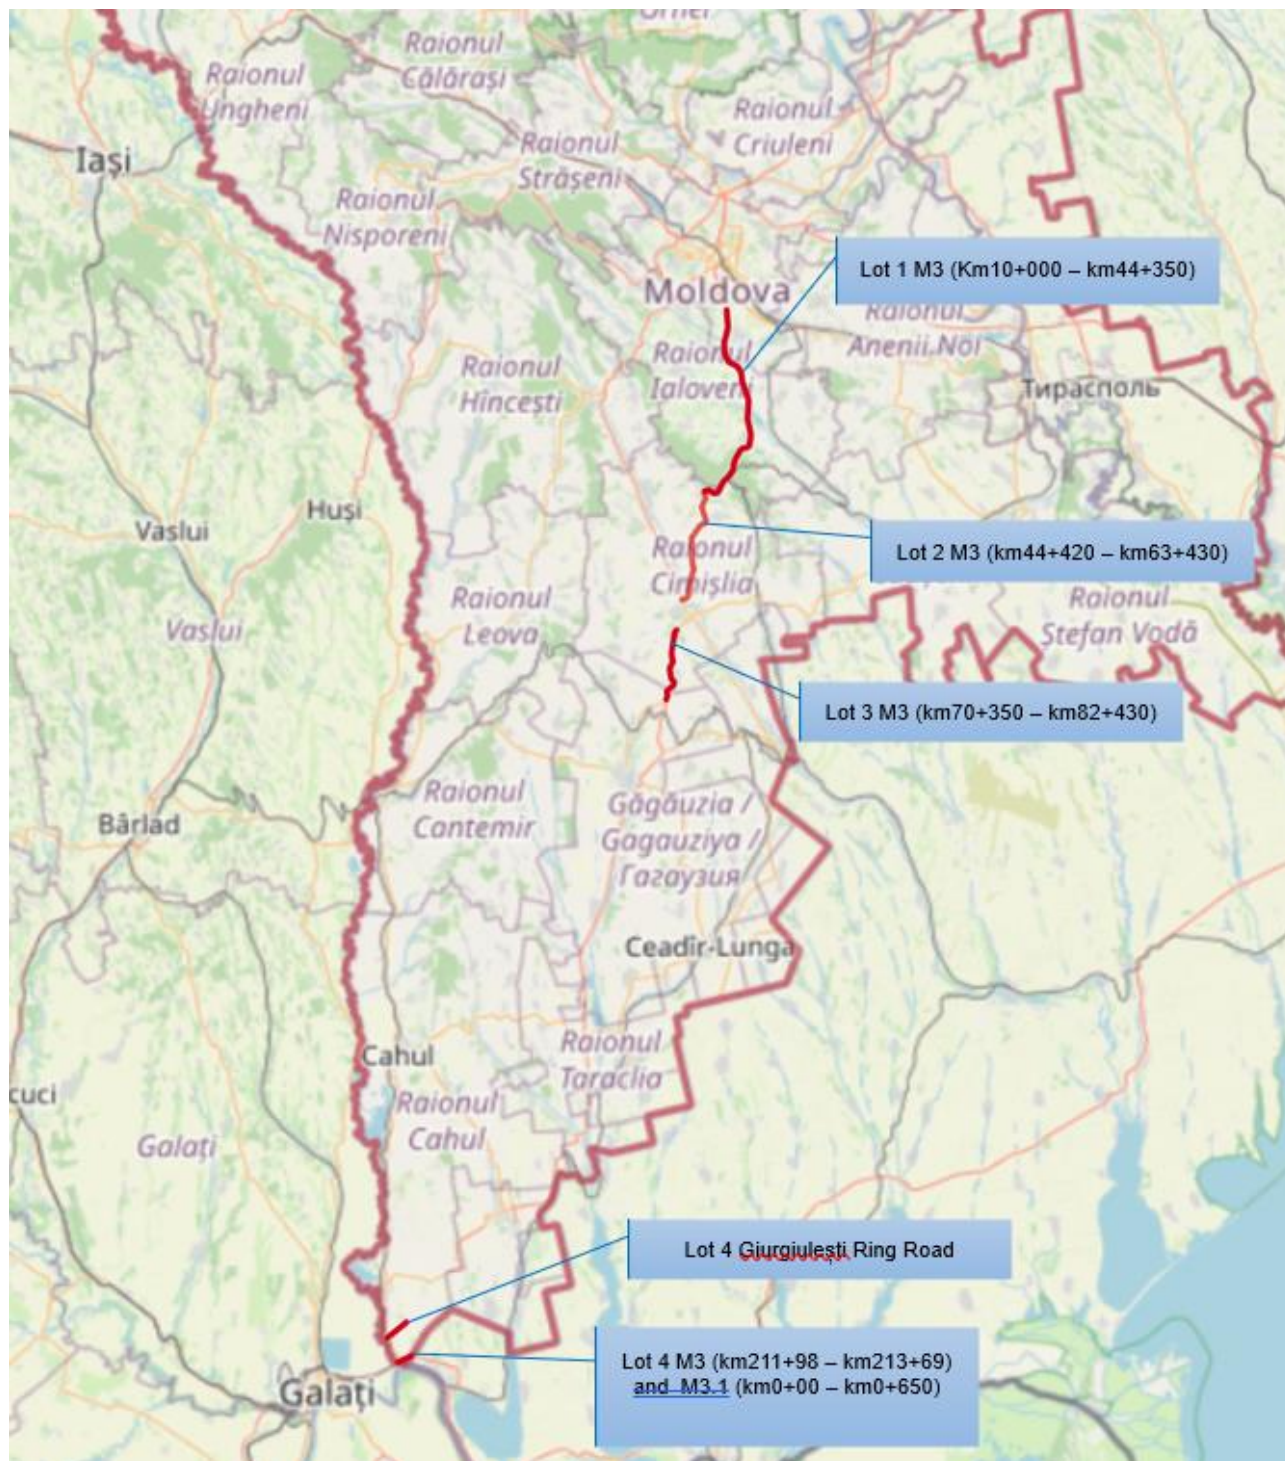 Orhei
Raionul
Călărași
Raionul
Ungheni
Raionul
Criuleni
Iași
Raionul
Strășeni
Raionul
Nisporeni
Lot 1 M3 (Km10+000 – km44+350)
Moldova
Raionul
Anenii Noi
Raionul
Ialoveni
Raionul
Hîncești
Тирасполь
Huși
Vaslui
Lot 2 M3 (km44+420 – km63+430)
Raionul
Cimișlia
Raionul
Leova
Raionul
Ștefan Vodă
Vaslui
Lot 3 M3 (km70+350 – km82+430)
Raionul
Cantemir
Găgăuzia /
Gagauziya /
Гагаузия
Bârlad
Ceadîr-Lunga
Raionul
Taraclia
Cahul
cuci
Raionul
Cahul
Galați
Lot 4 Giurgiulești Ring Road
Lot 4 M3 (km211+98 – km213+69)
and M3.1 (km0+00 – km0+650)
Galați